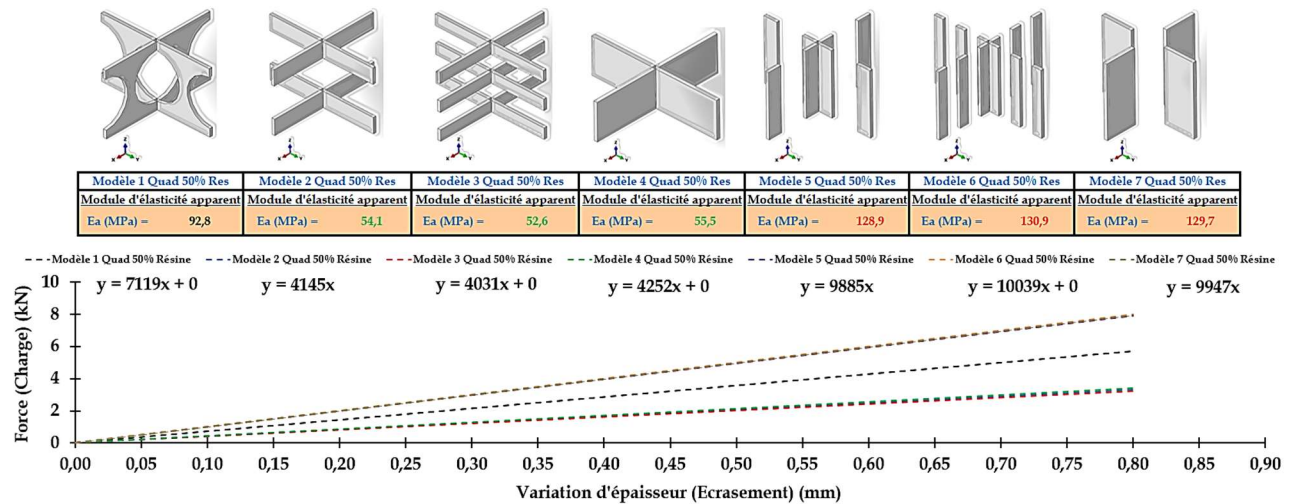 Modèle 1 Quad 50% Res Modèle 2 Quad 50% Res Modèle 3 Quad 50% Res Modèle 4 Quad 50% Res Modèle 5 Quad 50% Res Modèle 6 Quad 50% Res Modèle 7 Quad 50% Res
Module d'élasticité apparent Module d'élasticité apparent Module d'élasticité apparent Module d'élasticité apparent Module d'élasticité apparent Module d'élasticité apparent Module d'élasticité apparent
Ea (MPa) = 92,8 Ea (MPa) = 54,1 Ea (MPa) = 52,6 Ea (MPa) = 55,5 Ea (MPa) = 128,9 Ea (MPa) = 130,9 Ea (MPa) = 129,7
Modèle 1 Quad 50% Résine Modèle 2 Quad 50% Résine Modèle 3 Quad 50% Résine Modèle 4 Quad 50% Résine Modèle 5 Quad 50% Résine Modèle 6 Quad 50% Résine Modèle 7 Quad 50% Résine
y = 7119x + 0 y = 4145x y = 4031x + 0 y = 4252x + 0 y = 9885x y = 10039x + 0 y = 9947x
Force (Charge) (kN)
10
8
6
4
2
0
0,00 0,05 0,10 0,15 0,20 0,25 0,30 0,35 0,40 0,45 0,50 0,55 0,60 0,65 0,70 0,75 0,80 0,85 0,90
Variation d'épaisseur (Ecrasement) (mm)